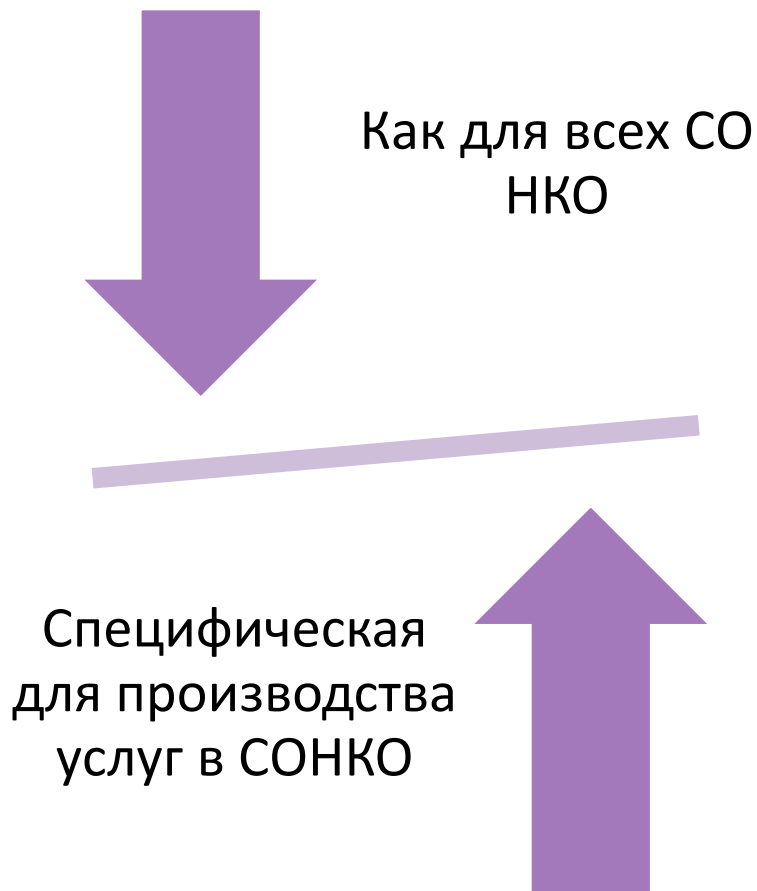 Как для всех СО
НКО
Специфическая
для производства
услуг в СОНКО